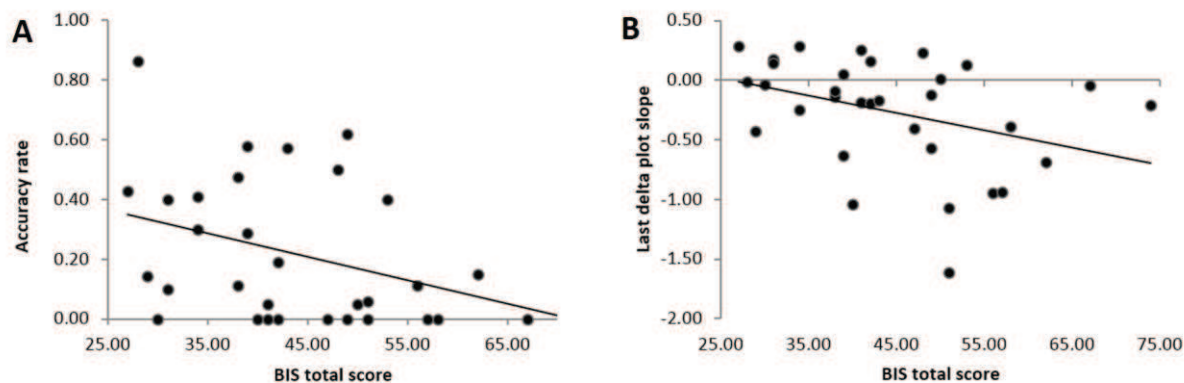 A
1.00
0.80
0.60
0.40
0.20
0.00
Accuracy rate
25.00 35.00 45.00 55.00 65.00
BIS total score
B
0.50
0.00
-0.50
-1.00
-1.50
-2.00
Last delta plot slope
25.00 35.00 45.00 55.00 65.00 75.00
BIS total score